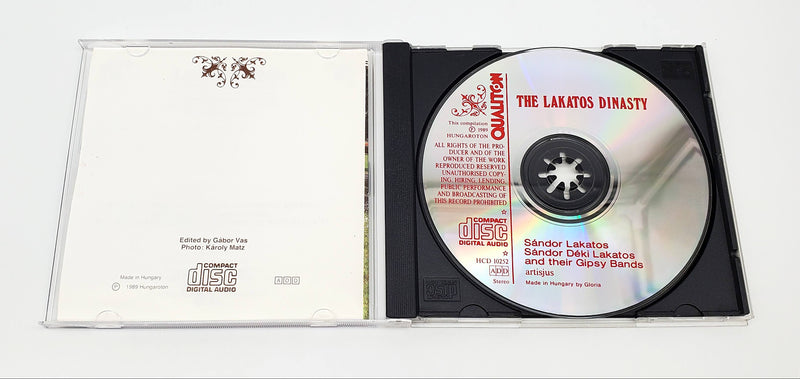 Edited by Gábor Vas
Photo: Károly Matz
Made in Hungary
Ⓟ 1989 Hungaroton
COMPACT
disc
DIGITAL AUDIO
AOD
QUALITON
THE LAKATOS DINASTY
This compilation
Ⓟ 1989
HUNGAROTON
ALL RIGHTS OF THE PRO-
DUCER AND OF THE
OWNER OF THE WORK
REPRODUCED RESERVED
UNAUTHORISED COPY-
ING, HIRING, LENDING,
PUBLIC PERFORMANCE
AND BROADCASTING OF
THIS RECORD PROHIBITED
COMPACT
disc
DIGITAL AUDIO
HCD 10252
ADD
Stereo
Sándor Lakatos
Sándor Déki Lakatos
and their Gipsy Bands
artisjus
Made in Hungary by Gloria